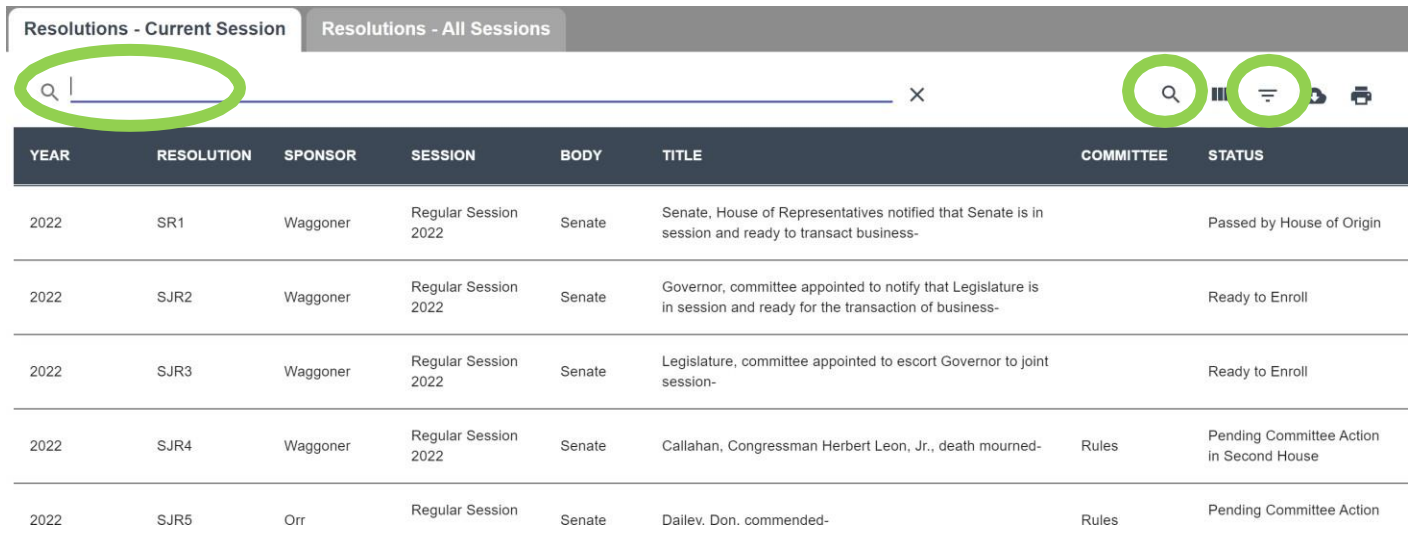 Resolutions - Current Session Resolutions - All Sessions
YEAR RESOLUTION SPONSOR SESSION BODY TITLE COMMITTEE STATUS
2022 SR1 Waggoner Regular Session 2022 Senate Senate, House of Representatives notified that Senate is in session and ready to transact business- Passed by House of Origin
2022 SJR2 Waggoner Regular Session 2022 Senate Governor, committee appointed to notify that Legislature is in session and ready for the transaction of business- Ready to Enroll
2022 SJR3 Waggoner Regular Session 2022 Senate Legislature, committee appointed to escort Governor to joint session- Ready to Enroll
2022 SJR4 Waggoner Regular Session 2022 Senate Callahan, Congressman Herbert Leon, Jr., death mourned- Rules Pending Committee Action in Second House
2022 SJR5 Orr Regular Session Senate Dailey, Don, commended- Rules Pending Committee Action